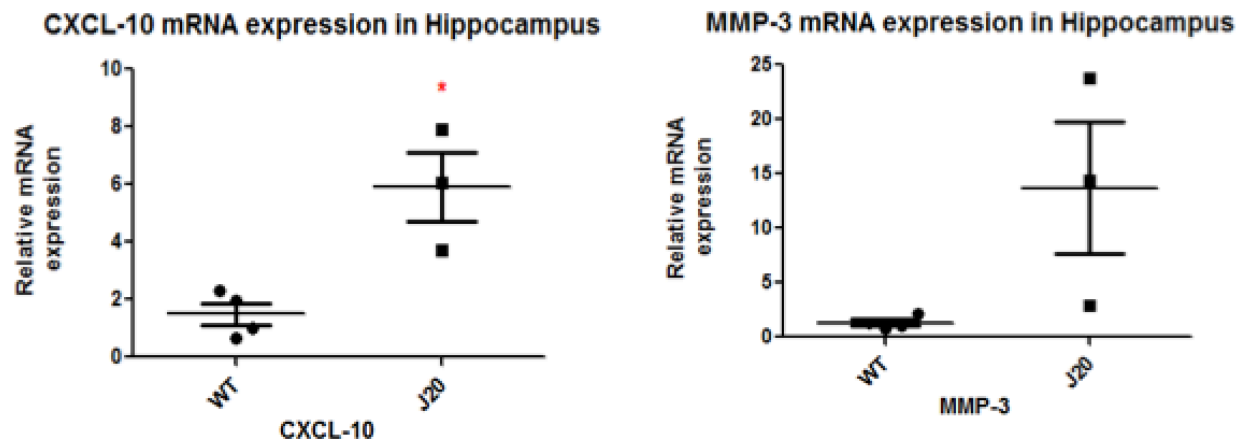 CXCL-10 mRNA expression in Hippocampus
Relative mRNA
expression
10
8
6
4
2
0
*
WT
J20
CXCL-10
MMP-3 mRNA expression in Hippocampus
Relative mRNA
expression
25
20
15
10
5
0
WT
J20
MMP-3